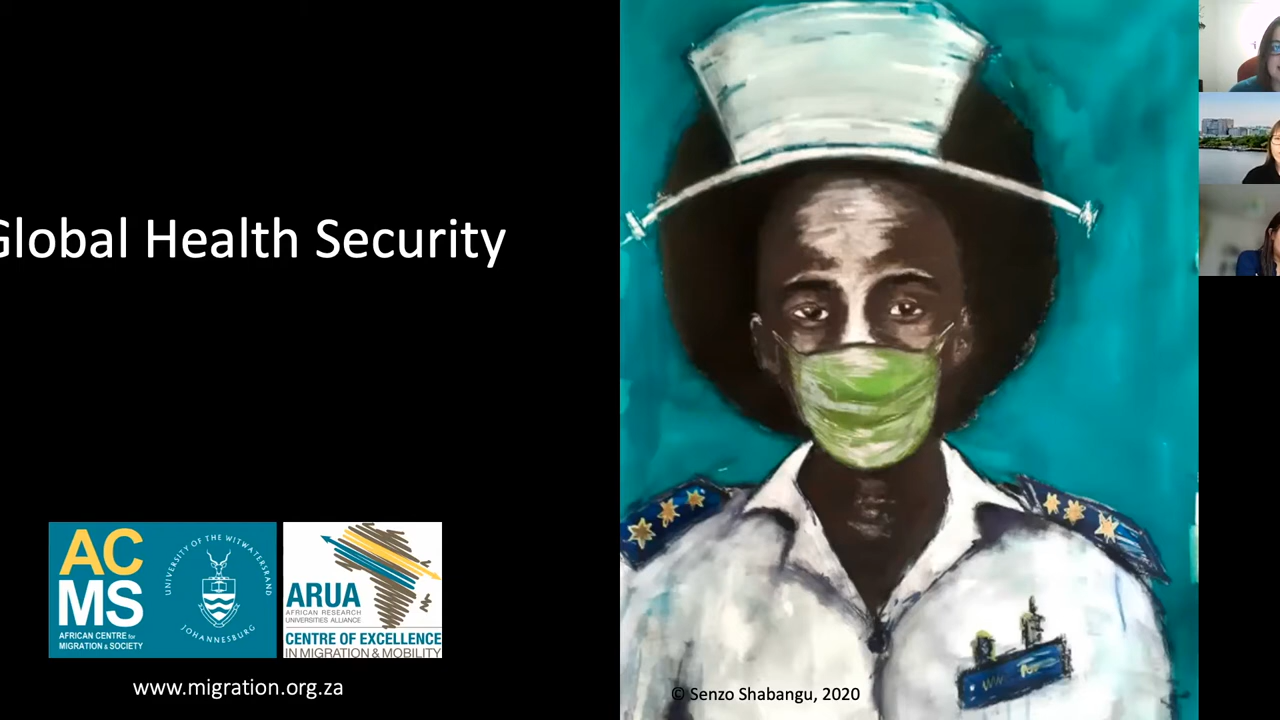 Global Health Security
AC
MS
AFRICAN CENTRE for
MIGRATION & SOCIETY
UNIVERSITY OF THE WITWATERSRAND
JOHANNESBURG
ARUA
AFRICAN RESEARCH
UNIVERSITIES ALLIANCE
CENTRE OF EXCELLENCE
IN MIGRATION & MOBILITY
www.migration.org.za
© Senzo Shabangu, 2020